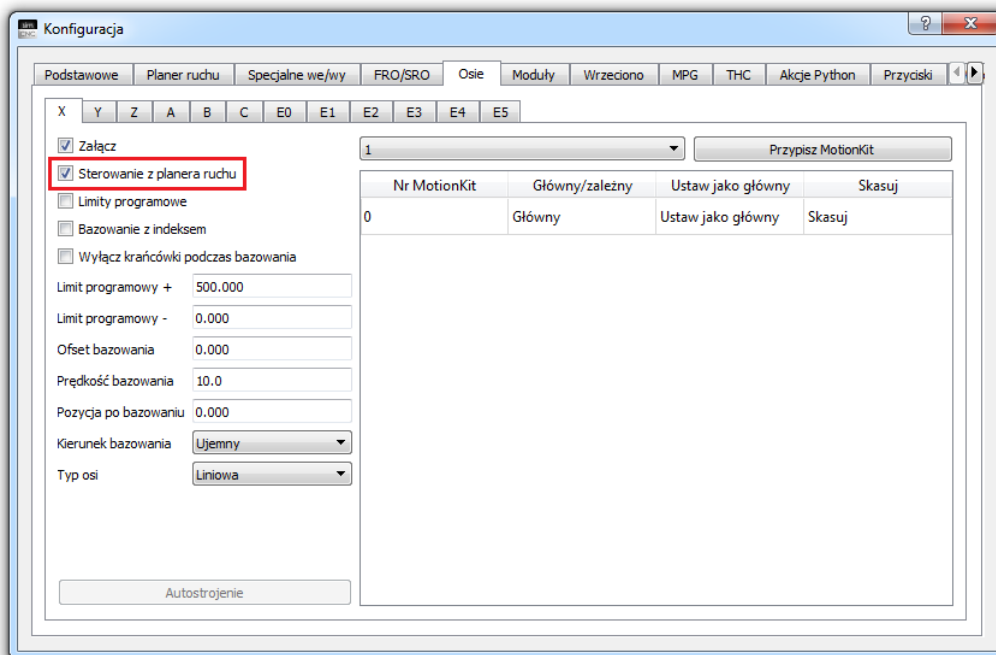 Konfiguracja
Podstawowe Planer ruchu Specjalne we/wy FRO/SRO Osie Moduły Wrzeciono MPG THC Akcje Python Przyciski
X Y Z A B C E0 E1 E2 E3 E4 E5
Załącz
Sterowanie z planera ruchu
Limity programowe
Bazowanie z indeksem
Wyłącz krańcówki podczas bazowania
Limit programowy + 500.000
Limit programowy - 0.000
Ofset bazowania 0.000
Prędkość bazowania 10.0
Pozycja po bazowaniu 0.000
Kierunek bazowania Ujemny
Typ osi Liniowa
Autostrojenie
1 Przypisz MotionKit
Nr MotionKit Główny/zależny Ustaw jako główny Skasuj
0 Główny Ustaw jako główny Skasuj